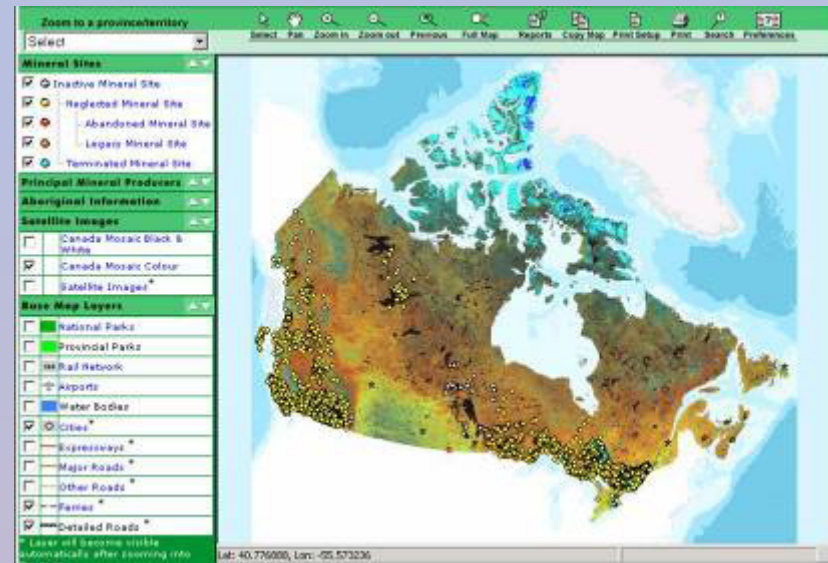 Zoom to a province/territory
Select
Select Pan Zoom in Zoom out Previous Full Map Reports Copy Map Print Setup Print Search Preferences
Mineral Sites
Inactive Mineral Site
Neglected Mineral Site
Abandoned Mineral Site
Legacy Mineral Site
Terminated Mineral Site
Principal Mineral Producers
Aboriginal Information
Satellite Images
Canada Mosaic Black &
White
Canada Mosaic Colour
Satellite Images*
Base Map Layers
National Parks
Provincial Parks
Rail Network
Airports
Water Bodies
Cities*
Expressways*
Major Roads*
Other Roads*
Ferries*
Detailed Roads*
* Layer will become visible
automatically after zooming into
Lat: 40.776000, Lon: -55.573236